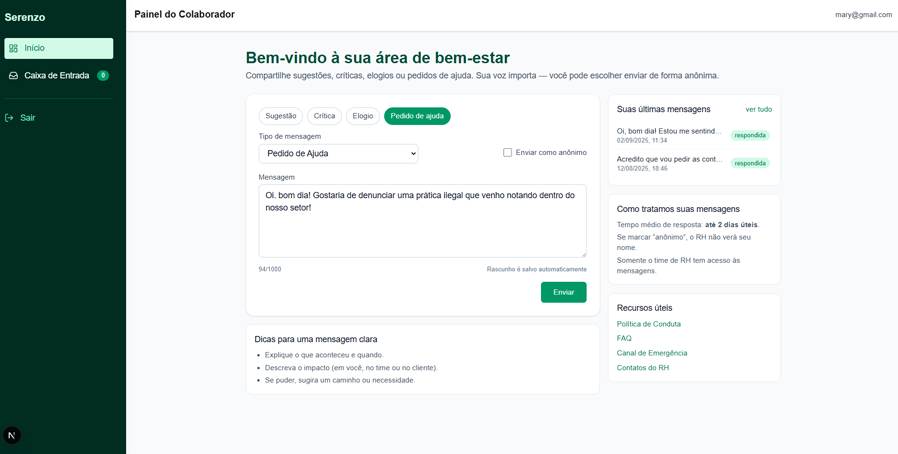 Serenzo
Início
Caixa de Entrada 0
Sair
N
Painel do Colaborador
mary@gmail.com
Bem-vindo à sua área de bem-estar
Compartilhe sugestões, críticas, elogios ou pedidos de ajuda. Sua voz importa — você pode escolher enviar de forma anônima.
Sugestão Crítica Elogio Pedido de ajuda
Tipo de mensagem
Pedido de Ajuda
Enviar como anônimo
Mensagem
Oi. bom dia! Gostaria de denunciar uma prática ilegal que venho notando dentro do
nosso setor!
94/1000
Rascunho é salvo automaticamente
Enviar
Dicas para uma mensagem clara
Explique o que aconteceu e quando.
Descreva o impacto (em você, no time ou no cliente).
Se puder, sugira um caminho ou necessidade.
Suas últimas mensagens
ver tudo
Oi, bom dia! Estou me sentind...
respondida
02/09/2025, 11:34
Acredito que vou pedir as cont...
respondida
12/08/2025, 18:46
Como tratamos suas mensagens
Tempo médio de resposta: até 2 dias úteis.
Se marcar "anônimo", o RH não verá seu
nome.
Somente o time de RH tem acesso às
mensagens.
Recursos úteis
Política de Conduta
FAQ
Canal de Emergência
Contatos do RH